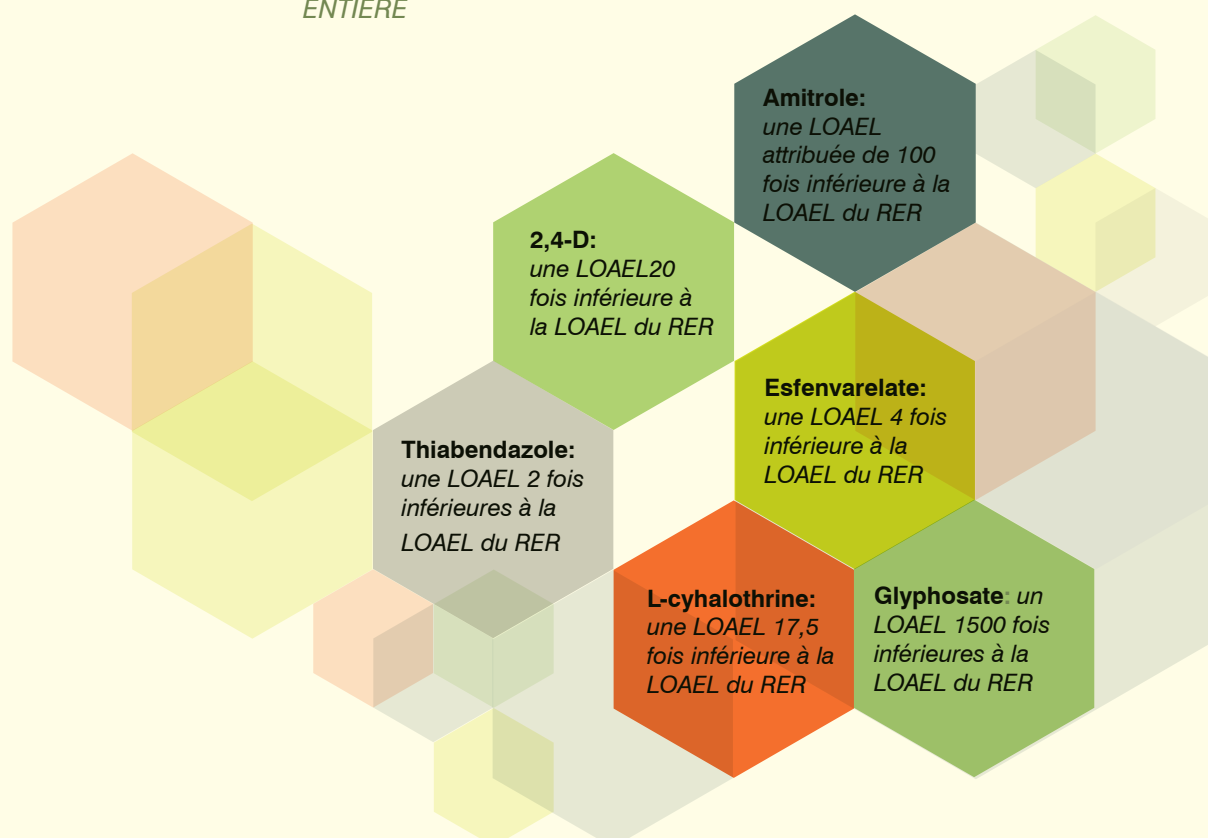 ENTIERE
Amitrole:
une LOAEL
attribuée de 100
fois inférieure à la
LOAEL du RER
2,4-D:
une LOAEL20
fois inférieure à
la LOAEL du RER
Esfenvarelate:
une LOAEL 4 fois
inférieure à la
LOAEL du RER
Thiabendazole:
une LOAEL 2 fois
inférieures à la
LOAEL du RER
L-cyhalothrine:
une LOAEL 17,5
fois inférieure à la
LOAEL du RER
Glyphosate: un
LOAEL 1500 fois
inférieures à la
LOAEL du RER